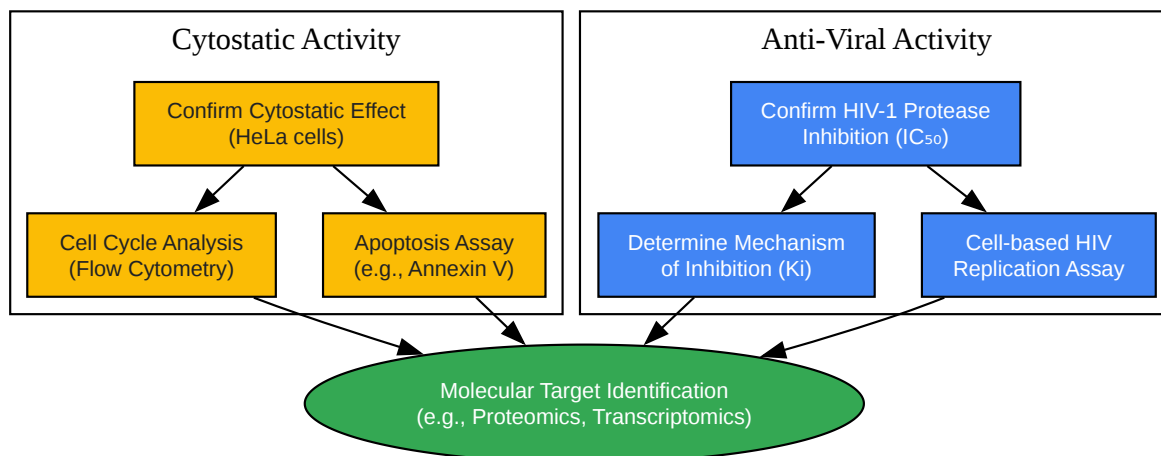 Cytostatic Activity
Confirm Cytostatic Effect
(HeLa cells)
Cell Cycle Analysis
(Flow Cytometry)
Apoptosis Assay
(e.g., Annexin V)
Anti-Viral Activity
Confirm HIV-1 Protease
Inhibition (IC₅₀)
Determine Mechanism
of Inhibition (Ki)
Cell-based HIV
Replication Assay
Molecular Target Identification
(e.g., Proteomics, Transcriptomics)